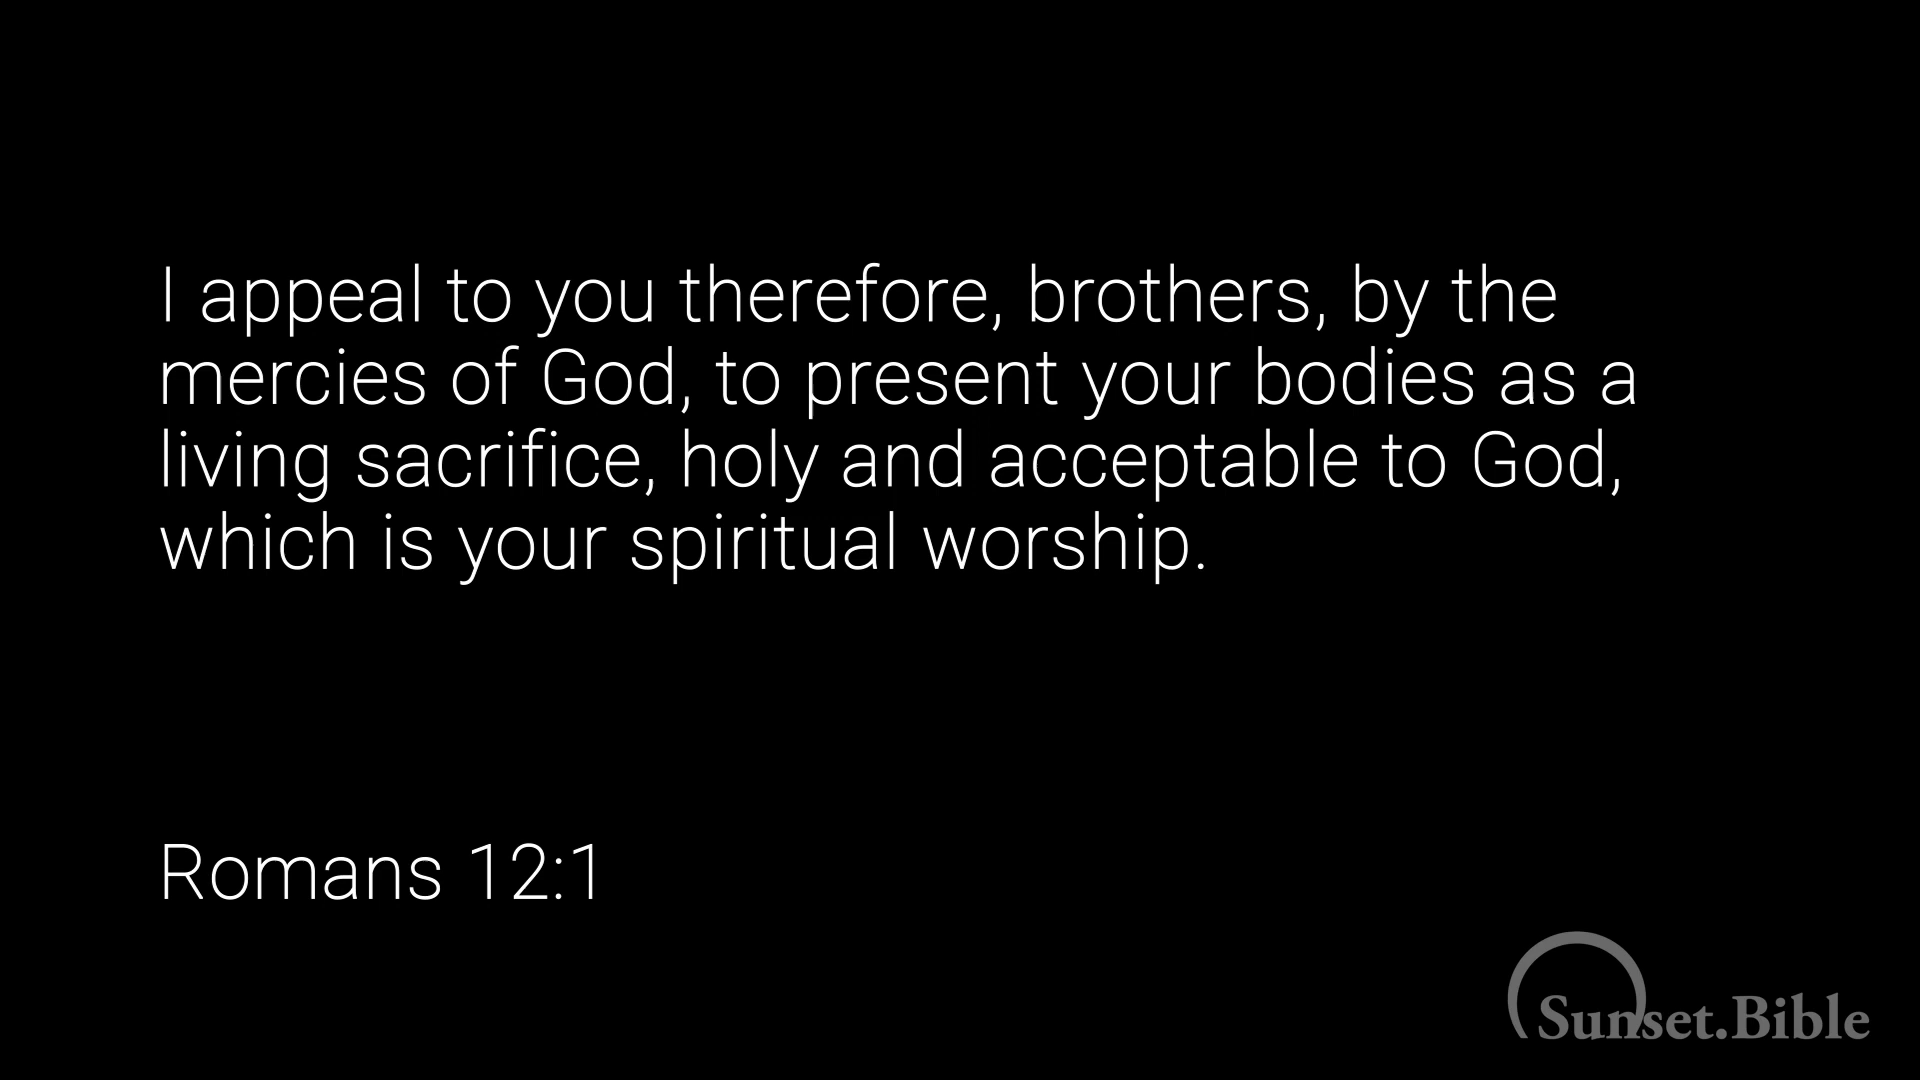 I appeal to you therefore, brothers, by the
mercies of God, to present your bodies as a
living sacrifice, holy and acceptable to God,
which is your spiritual worship.
Romans 12:1
Sunset.Bible